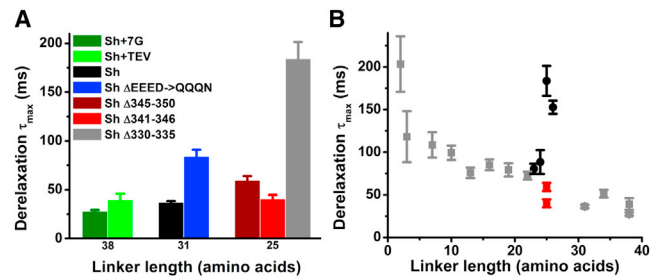 A
Derelaxation τmax (ms)
200
150
100
50
0
Sh+7G
Sh+TEV
Sh
Sh ΔEEED->QQQN
Sh Δ345-350
Sh Δ341-346
Sh Δ330-335
38 31 25
Linker length (amino acids)
B
Derelaxation τmax (ms)
200
150
100
50
0
0 10 20 30 40
Linker length (amino acids)